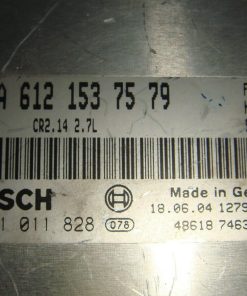 A 612 153 75 79
CR2.14 2.7L
SCH
Made in Ge
1 011 828 078
18.06.04 1279
48618 7463